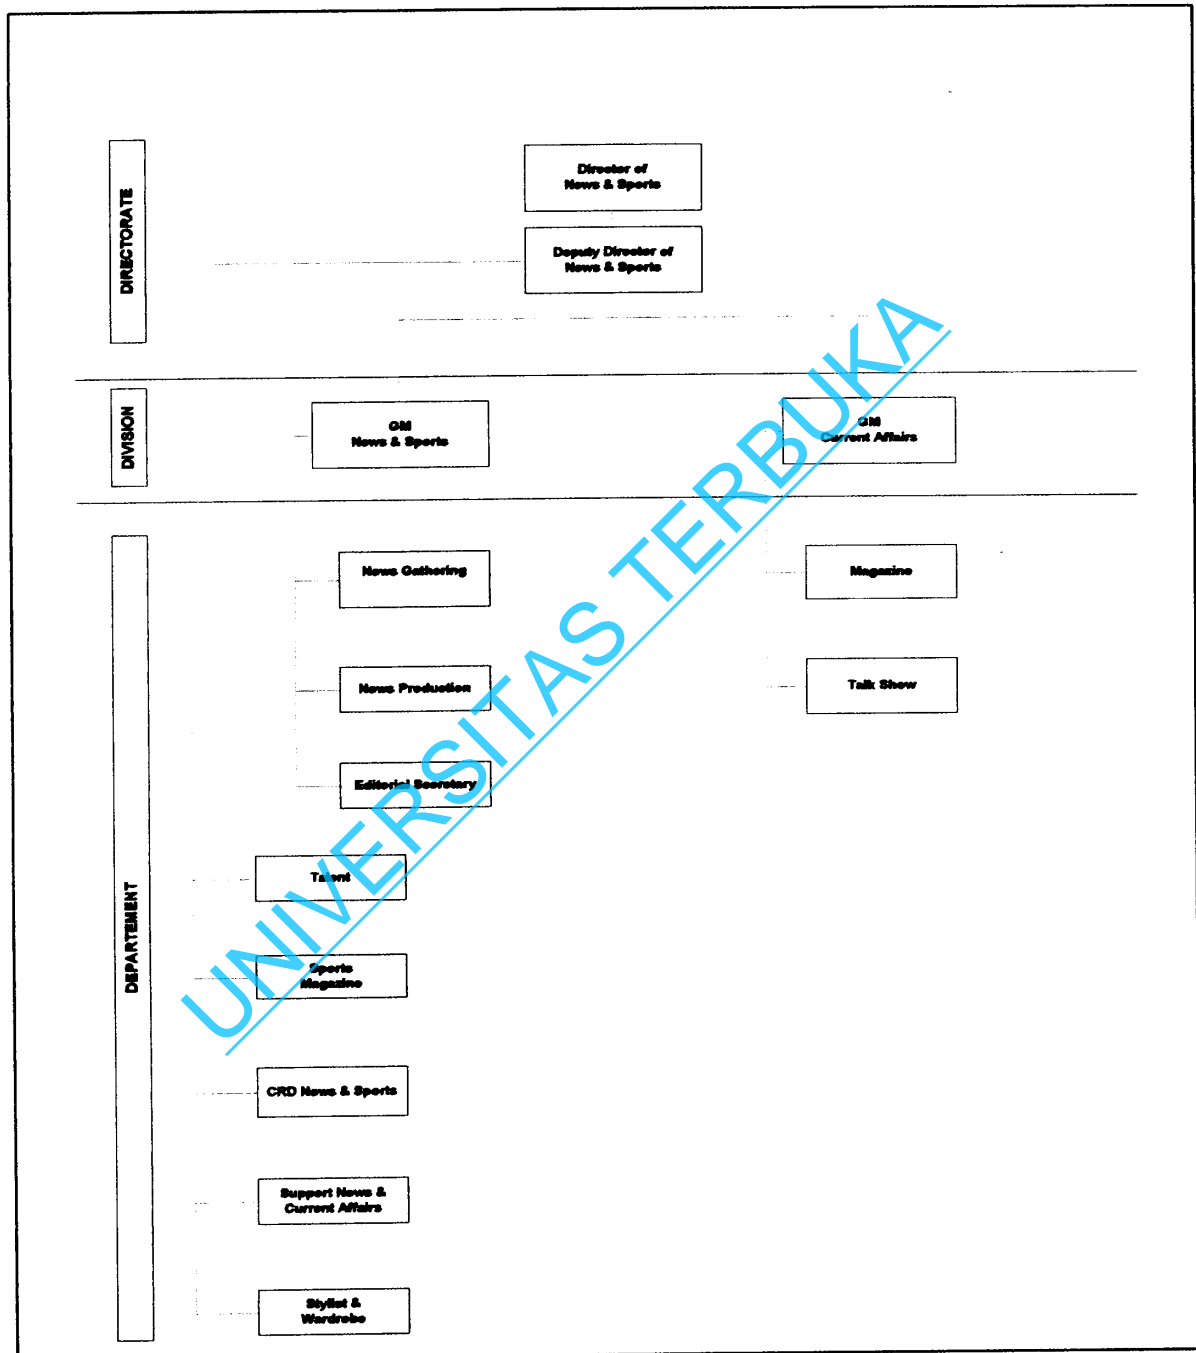 DIRECTORATE
Director of
News & Sports
Deputy Director of
News & Sports
DIVISION
GM
News & Sports
GM
Current Affairs
DEPARTEMENT
News Gathering
Magazine
News Production
Talk Show
Editorial Secretary
Talent
Sports
Magazine
CRD News & Sports
Support News &
Current Affairs
Stylist &
Wardrobe
UNIVERSITAS TERBUKA